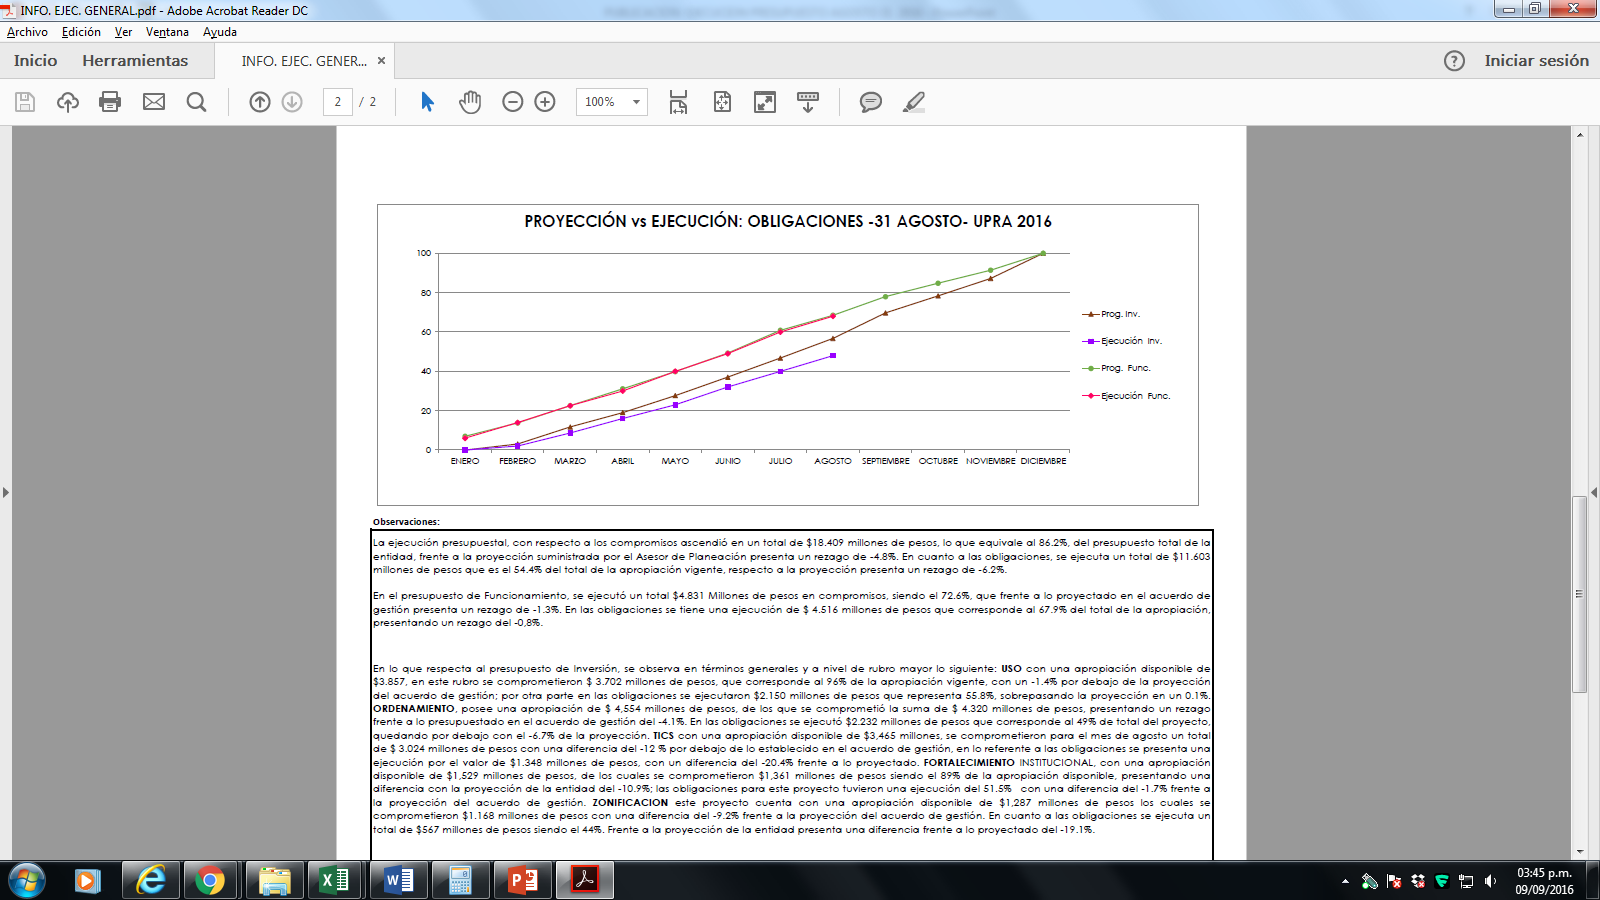 INFO. EJEC. GENERAL.pdf - Adobe Acrobat Reader DC
Archivo Edición Ver Ventana Ayuda
Inicio Herramientas INFO. EJEC. GENER... × ? Iniciar sesión
2 / 2 100%
PROYECCIÓN vs EJECUCIÓN: OBLIGACIONES -31 AGOSTO- UPRA 2016
100
80
60
40
20
0
ENERO FEBRERO MARZO ABRIL MAYO JUNIO JULIO AGOSTO SEPTIEMBRE OCTUBRE NOVIEMBRE DICIEMBRE
Prog. Inv.
Ejecución Inv.
Prog. Func.
Ejecución Func.
Observaciones:
La ejecución presupuestal, con respecto a los compromisos ascendió en un total de $18.409 millones de pesos, lo que equivale al 86.2%, del presupuesto total de la
entidad, frente a la proyección suministrada por el Asesor de Planeación presenta un rezago de -4.8%. En cuanto a las obligaciones, se ejecuta un total de $11.603
millones de pesos que es el 54.4% del total de la apropiación vigente, respecto a la proyección presenta un rezago de -6.2%.
En el presupuesto de Funcionamiento, se ejecutó un total $4.831 Millones de pesos en compromisos, siendo el 72.6%, que frente a lo proyectado en el acuerdo de
gestión presenta un rezago de -1.3%. En las obligaciones se tiene una ejecución de $ 4.516 millones de pesos que corresponde al 67.9% del total de la apropiación,
presentando un rezago del -0,8%.
En lo que respecta al presupuesto de Inversión, se observa en términos generales y a nivel de rubro mayor lo siguiente: USO con una apropiación disponible de
$3.857, en este rubro se comprometieron $ 3.702 millones de pesos, que corresponde al 96% de la apropiación vigente, con un -1.4% por debajo de la proyección
del acuerdo de gestión; por otra parte en las obligaciones se ejecutaron $2.150 millones de pesos que representa 55.8%, sobrepasando la proyección en un 0.1%.
ORDENAMIENTO, posee una apropiación de $ 4,554 millones de pesos, de los que se comprometió la suma de $ 4.320 millones de pesos, presentando un rezago
frente a lo presupuestado en el acuerdo de gestión del -4.1%. En las obligaciones se ejecutó $2.232 millones de pesos que corresponde al 49% de total del proyecto,
quedando por debajo con el -6.7% de la proyección. TICS con una apropiación disponible de $3,465 millones, se comprometieron para el mes de agosto un total
de $ 3.024 millones de pesos con una diferencia del -12 % por debajo de lo establecido en el acuerdo de gestión, en lo referente a las obligaciones se presenta una
ejecución por el valor de $1.348 millones de pesos, con un diferencia del -20.4% frente a lo proyectado. FORTALECIMIENTO INSTITUCIONAL, con una apropiación
disponible de $1,529 millones de pesos, de los cuales se comprometieron $1,361 millones de pesos siendo el 89% de la apropiación disponible, presentando una
diferencia con la proyección de la entidad del -10.9%; las obligaciones para este proyecto tuvieron una ejecución del 51.5% con una diferencia del -1.7% frente a
la proyección del acuerdo de gestión. ZONIFICACION este proyecto cuenta con una apropiación disponible de $1,287 millones de pesos los cuales se
comprometieron $1.168 millones de pesos con una diferencia del -9.2% frente a la proyección del acuerdo de gestión. En cuanto a las obligaciones se ejecuta un
total de $567 millones de pesos siendo el 44%. Frente a la proyección de la entidad presenta una diferencia frente a lo proyectado del -19.1%.
03:45 p.m.
09/09/2016